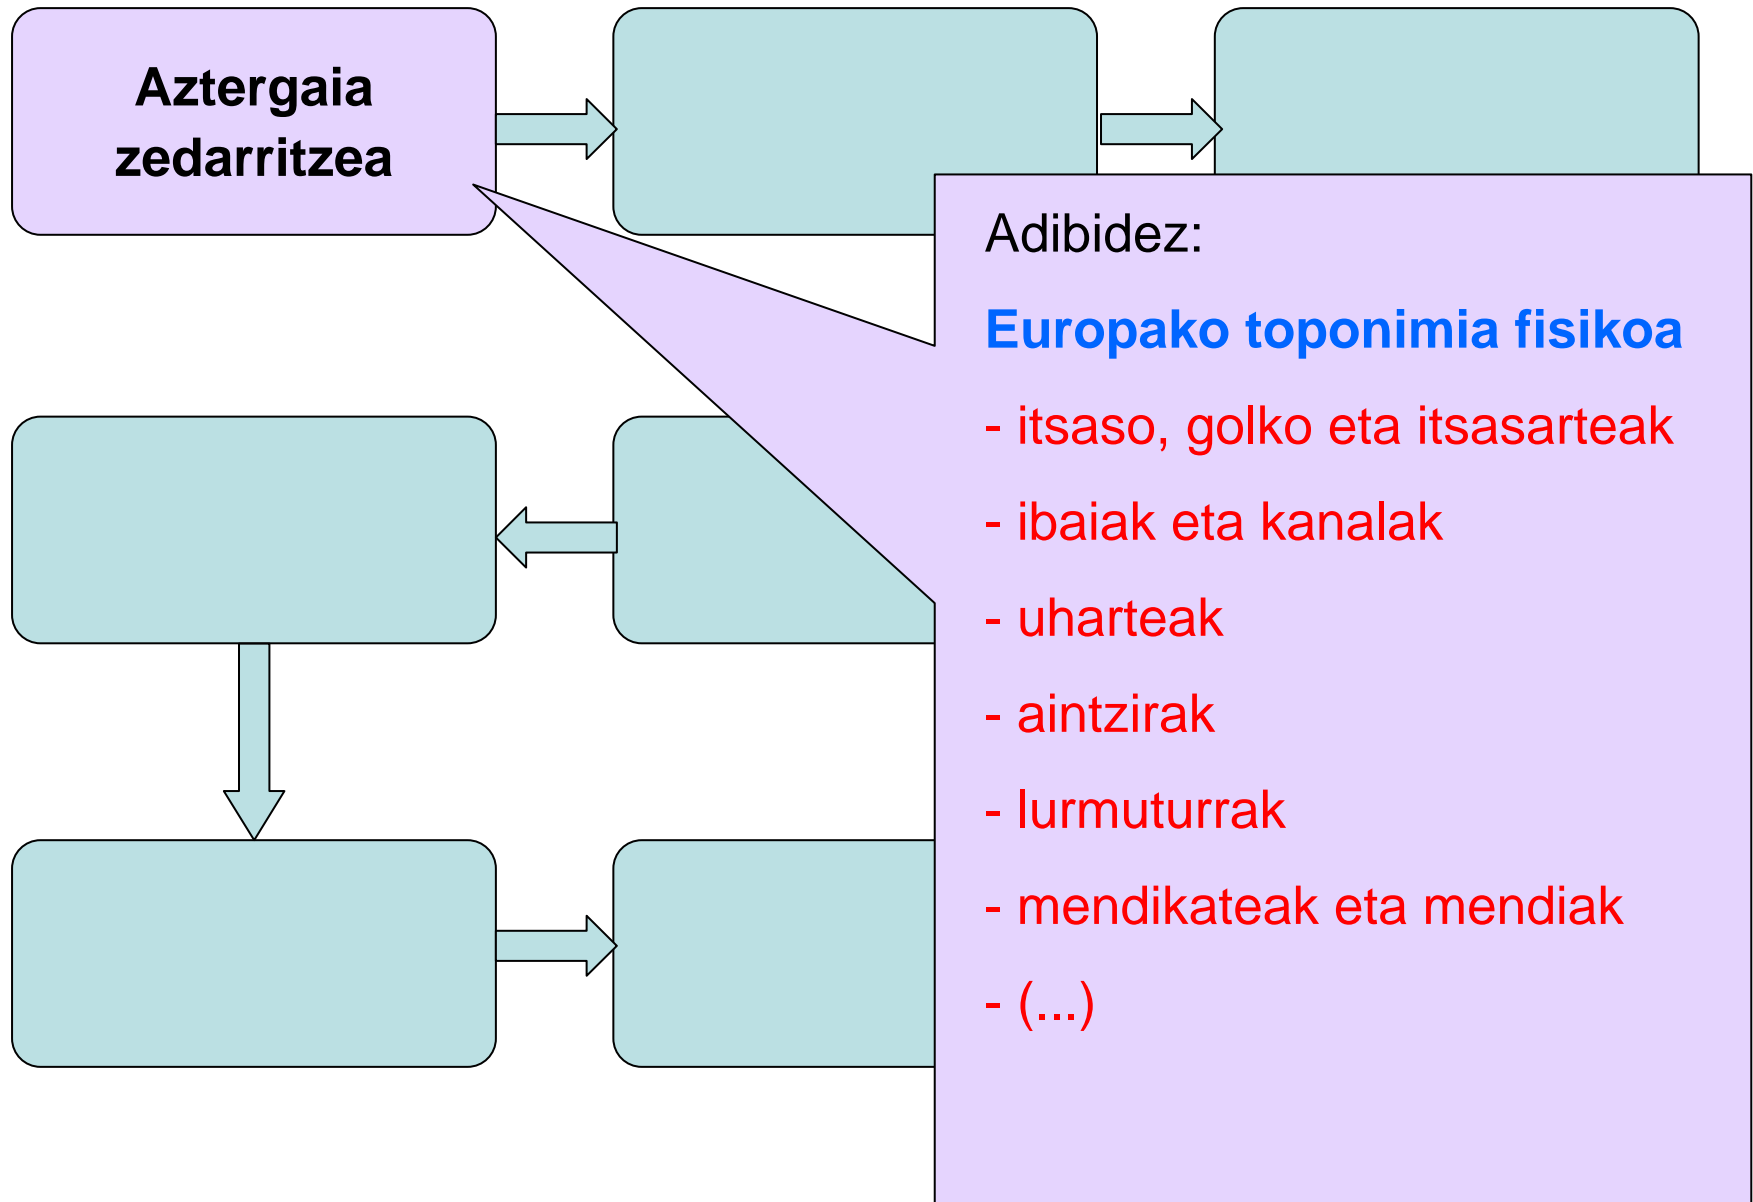 Aztergaia
zedarritzea
Adibidez:
Europako toponimia fisikoa
- itsaso, golko eta itsasarteak
- ibaiak eta kanalak
- uharteak
- aintzirak
- lurmuturrak
- mendikateak eta mendiak
- (...)